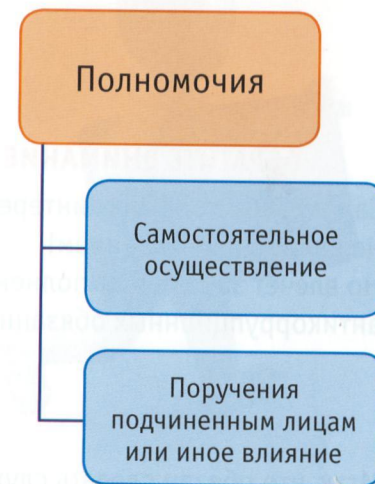 Полномочия
Самостоятельное
осуществление
Поручения
подчиненным лицам
или иное влияние